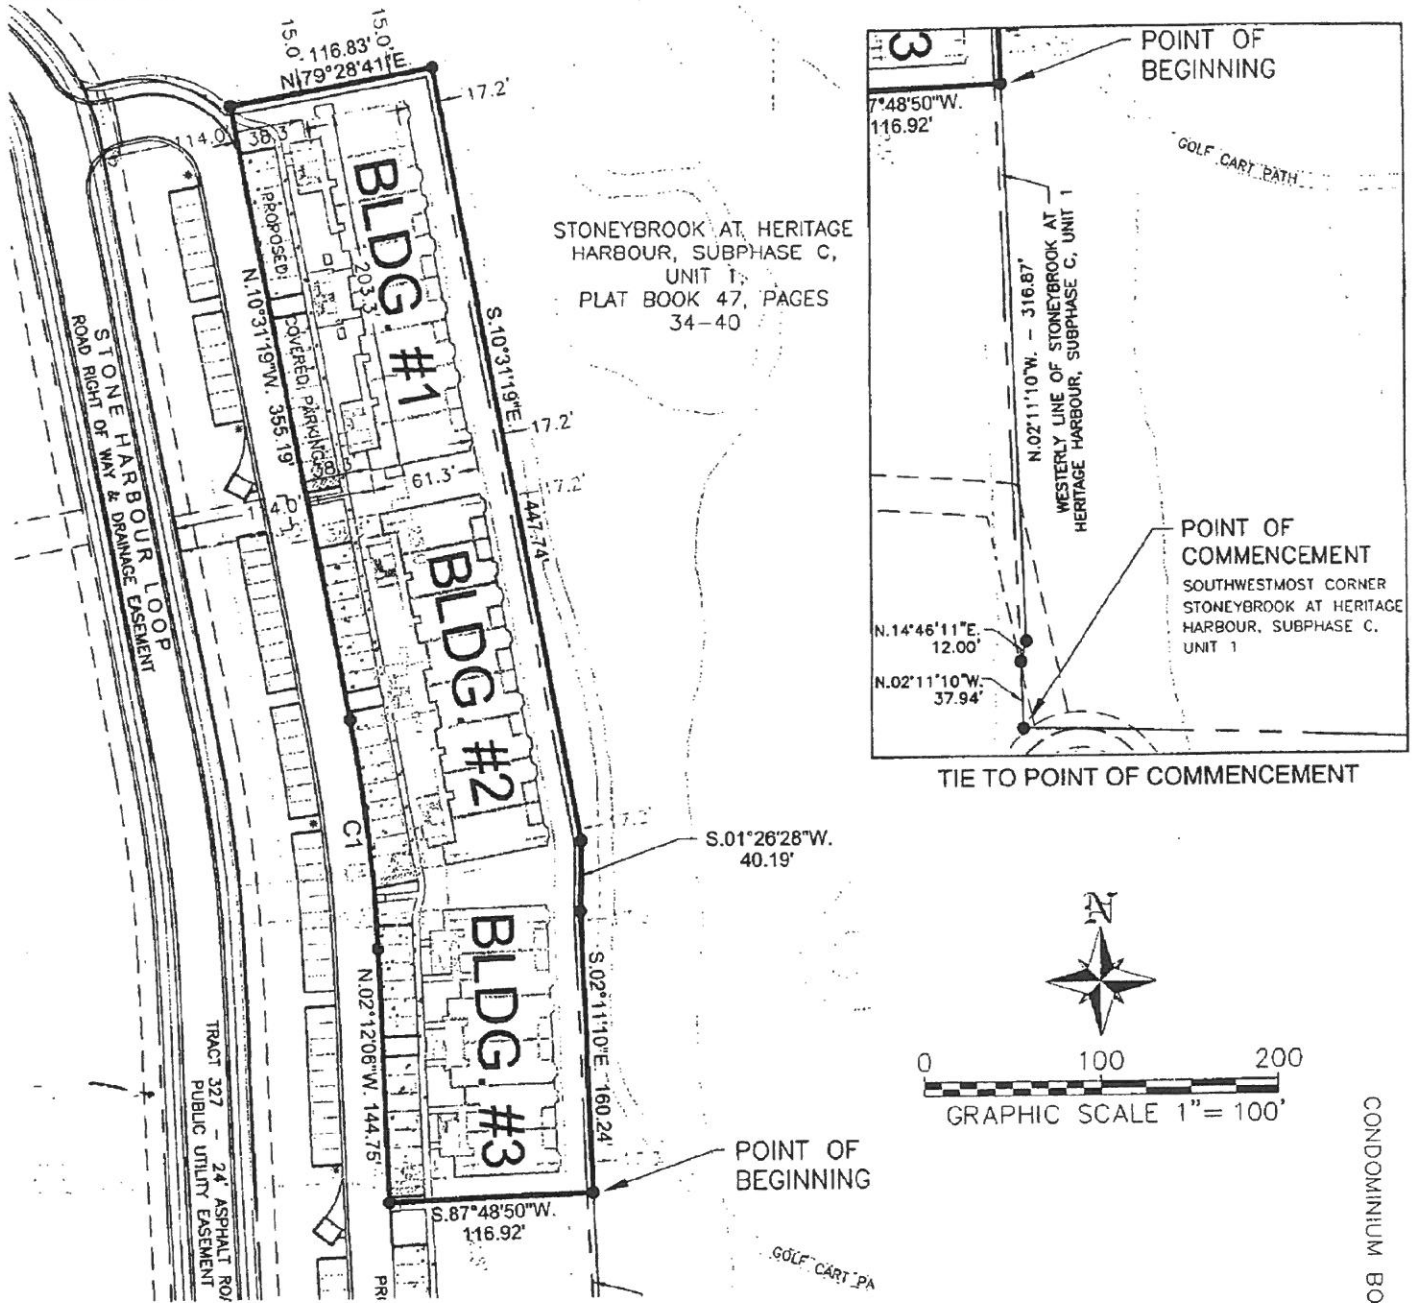 15.0'
116.83'
15.0'
N.79°28'41"E
17.2'
114.0'
38.3'
PROPOSED
COVERED PARKING
BLDG. #1
203.3'
N.10°31'19"W. 355.19'
S.10°31'19"E
447.74'
17.2'
17.2'
38.3
61.3'
STONEYBROOK AT HERITAGE
HARBOUR, SUBPHASE C,
UNIT 1,
PLAT BOOK 47, PAGES
34-40
STONE HARBOUR LOOP
ROAD RIGHT OF WAY & DRAINAGE EASEMENT
BLDG. #2
C1
17.2'
S.01°26'28"W.
40.19'
BLDG. #3
N.02°12'06"W. 144.75'
S.02°11'10"E 160.24'
TRACT 327 - 24' ASPHALT
PUBLIC UTILITY EASEMENT
S.87°48'50"W.
116.92'
POINT OF
BEGINNING
GOLF CART PA
3
POINT OF
BEGINNING
7°48'50"W.
116.92'
GOLF CART PATH
N.02°11'10"W. - 316.87'
WESTERLY LINE OF STONEYBROOK AT
HERITAGE HARBOUR, SUBPHASE C, UNIT 1
POINT OF
COMMENCEMENT
SOUTHWESTMOST CORNER
STONEYBROOK AT HERITAGE
HARBOUR, SUBPHASE C,
UNIT 1
N.14°46'11"E.
12.00'
N.02°11'10"W.
37.94'
TIE TO POINT OF COMMENCEMENT
N
0 100 200
GRAPHIC SCALE 1"= 100'
CONDOMINIUM BO